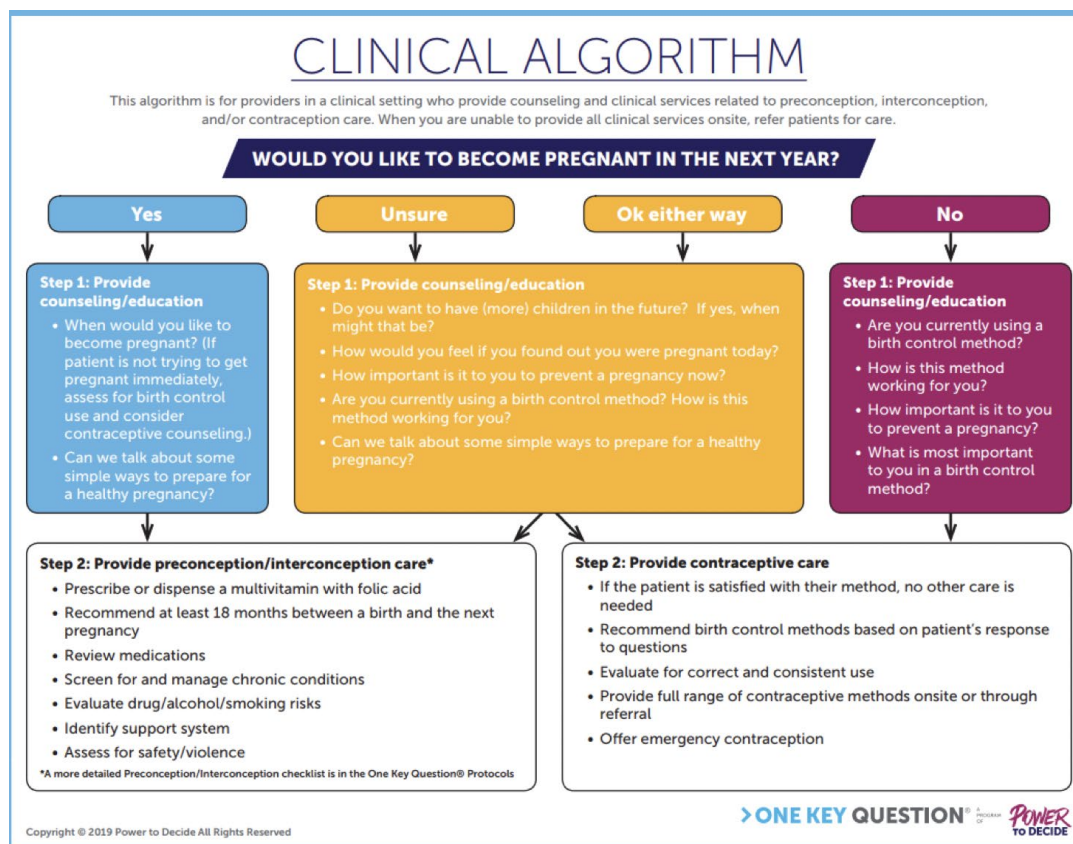 CLINICAL ALGORITHM
This algorithm is for providers in a clinical setting who provide counseling and clinical services related to preconception, interconception,
and/or contraception care. When you are unable to provide all clinical services onsite, refer patients for care.
WOULD YOU LIKE TO BECOME PREGNANT IN THE NEXT YEAR?
Yes
Unsure
Ok either way
No
Step 1: Provide
counseling/education
• When would you like to
become pregnant? (If
patient is not trying to get
pregnant immediately,
assess for birth control
use and consider
contraceptive counseling.)
• Can we talk about some
simple ways to prepare for
a healthy pregnancy?
Step 1: Provide counseling/education
• Do you want to have (more) children in the future? If yes, when
might that be?
• How would you feel if you found out you were pregnant today?
• How important is it to you to prevent a pregnancy now?
• Are you currently using a birth control method? How is this
method working for you?
• Can we talk about some simple ways to prepare for a healthy
pregnancy?
Step 1: Provide
counseling/education
• Are you currently using a
birth control method?
• How is this method
working for you?
• How important is it to you
to prevent a pregnancy?
• What is most important
to you in a birth control
method?
Step 2: Provide preconception/interconception care*
• Prescribe or dispense a multivitamin with folic acid
• Recommend at least 18 months between a birth and the next
pregnancy
• Review medications
• Screen for and manage chronic conditions
• Evaluate drug/alcohol/smoking risks
• Identify support system
• Assess for safety/violence
*A more detailed Preconception/Interconception checklist is in the One Key Question® Protocols
Step 2: Provide contraceptive care
• If the patient is satisfied with their method, no other care is
needed
• Recommend birth control methods based on patient's response
to questions
• Evaluate for correct and consistent use
• Provide full range of contraceptive methods onsite or through
referral
• Offer emergency contraception
Copyright © 2019 Power to Decide All Rights Reserved
ONE KEY QUESTION®
A
PROGRAM
OF
POWER
TO DECIDE